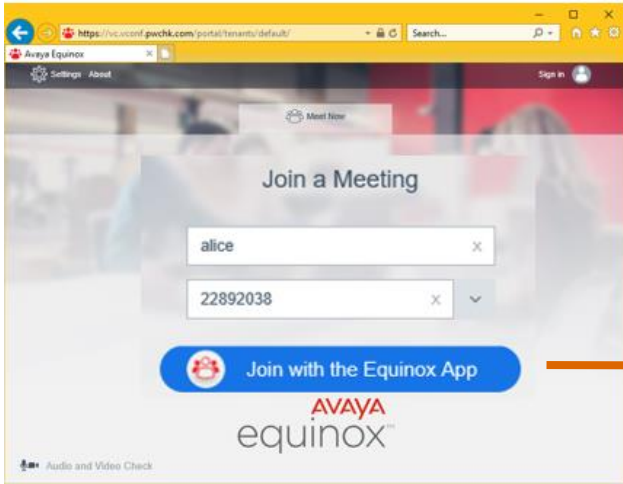 https://vc.vconf.pwchk.com/portal/tenants/default/
Search...
Avaya Equinox
Settings About
Sign in
Meet Now
Join a Meeting
alice
22892038
Join with the Equinox App
AVAYA
equinox™
Audio and Video Check